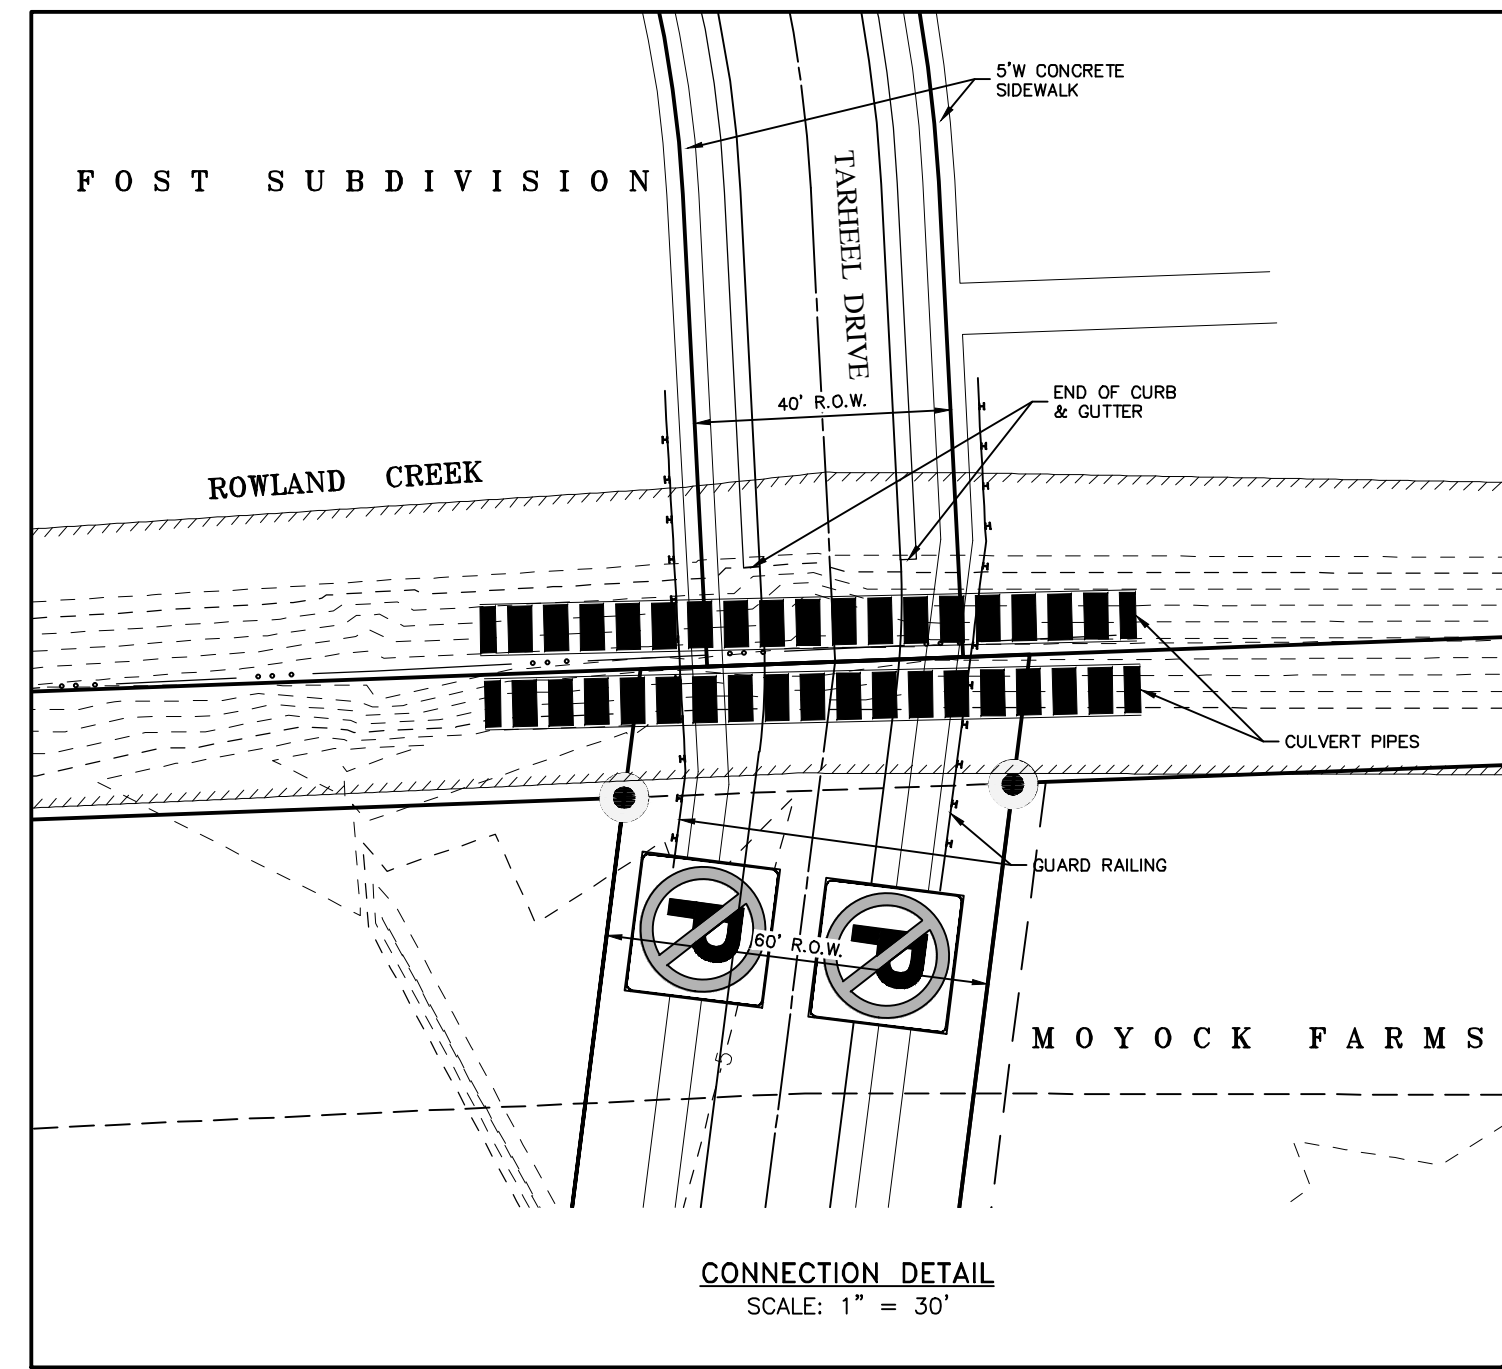 5'W CONCRETE
SIDEWALK
FOST SUBDIVISION
TARHEEL DRIVE
END OF CURB
& GUTTER
40' R.O.W.
ROWLAND CREEK
CULVERT PIPES
GUARD RAILING
P
P
60' R.O.W.
MOYOCK FARMS
5
CONNECTION DETAIL
SCALE: 1" = 30'